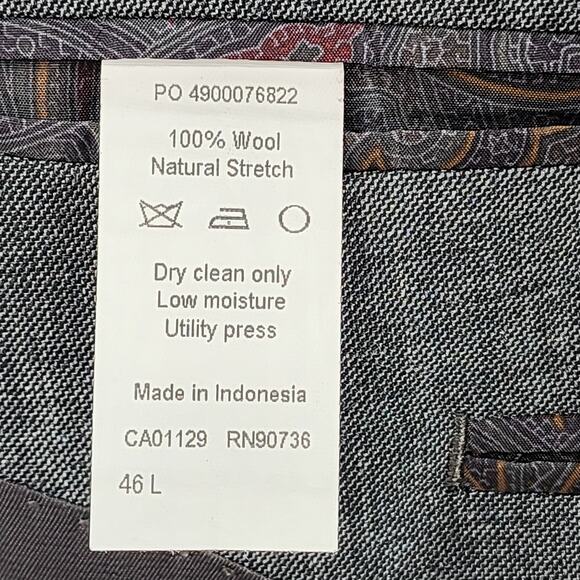 PO 4900076822
100% Wool
Natural Stretch
Dry clean only
Low moisture
Utility press
Made in Indonesia
CA01129 RN90736
46 L